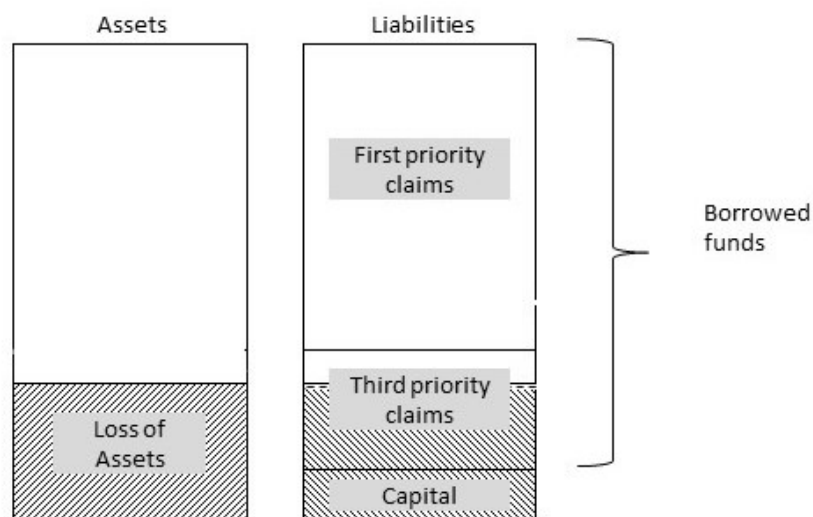 Assets
Liabilities
First priority
claims
Borrowed
funds
Third priority
claims
Loss of
Assets
Capital